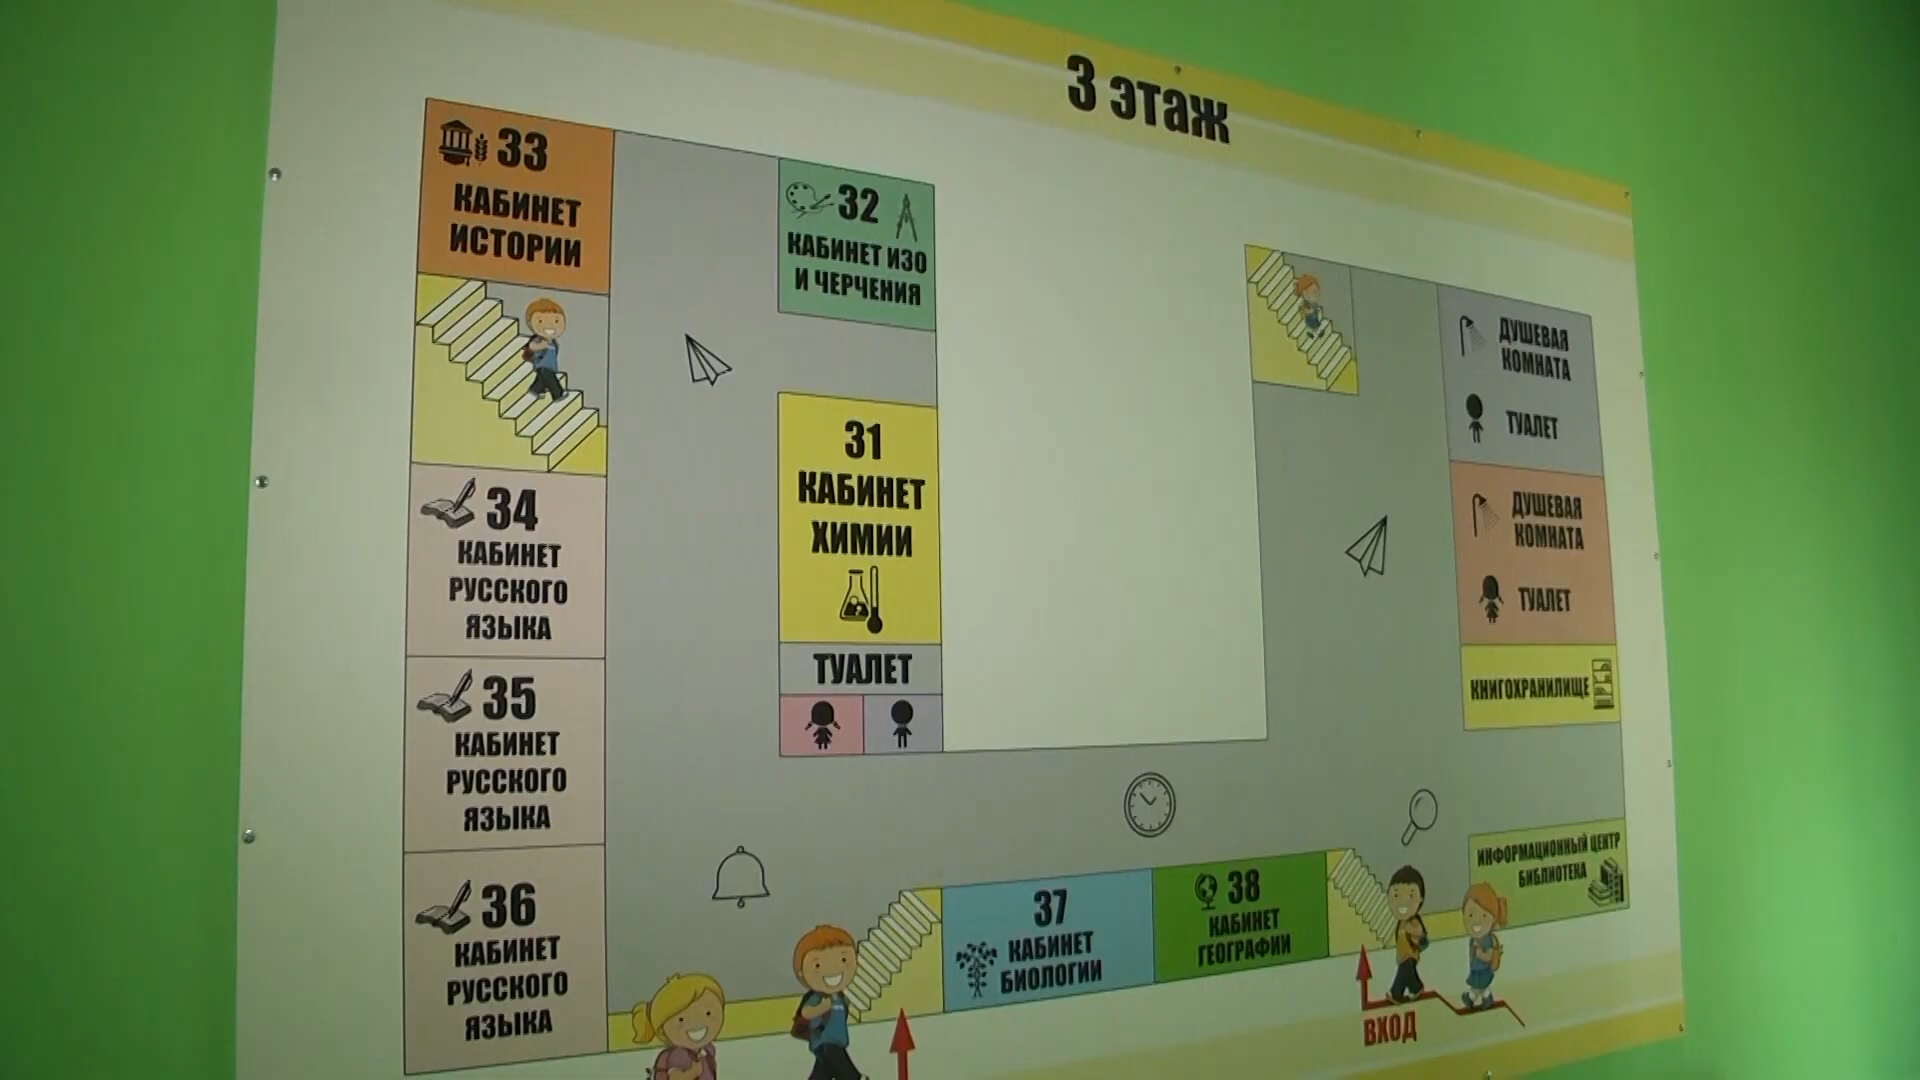 3 этаж
33
КАБИНЕТ
ИСТОРИИ
32
КАБИНЕТ ИЗО
И ЧЕРЧЕНИЯ
31
КАБИНЕТ
ХИМИИ
ТУАЛЕТ
34
КАБИНЕТ
РУССКОГО
ЯЗЫКА
35
КАБИНЕТ
РУССКОГО
ЯЗЫКА
36
КАБИНЕТ
РУССКОГО
ЯЗЫКА
37
КАБИНЕТ
БИОЛОГИИ
38
КАБИНЕТ
ГЕОГРАФИИ
ДУШЕВАЯ
КОМНАТА
ТУАЛЕТ
ДУШЕВАЯ
КОМНАТА
ТУАЛЕТ
КНИГОХРАНИЛИЩЕ
ИНФОРМАЦИОННЫЙ ЦЕНТР
БИБЛИОТЕКА
ВХОД